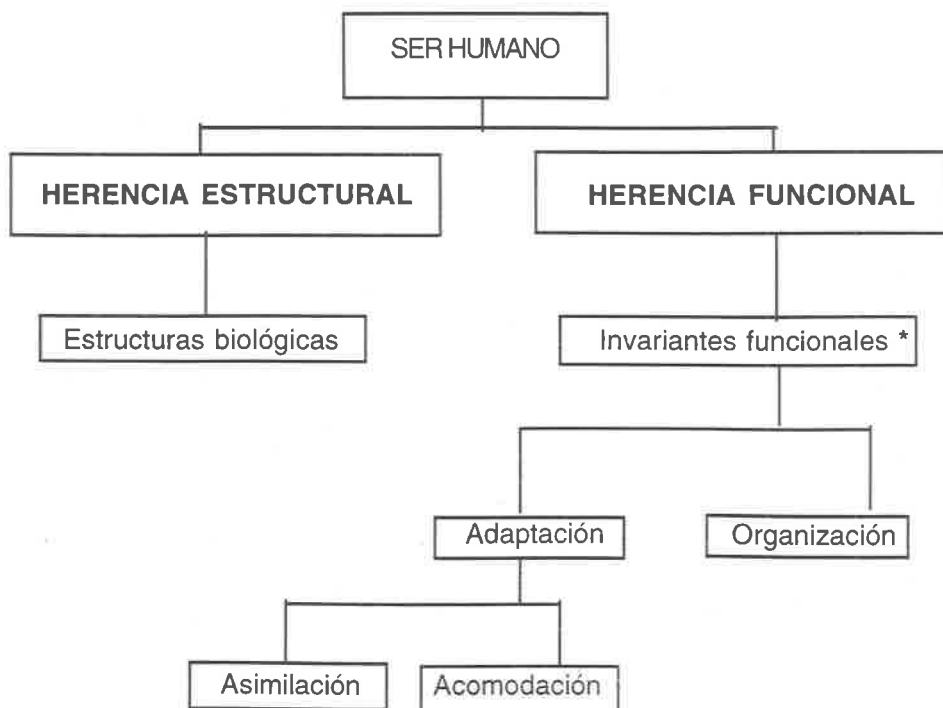 SER HUMANO
HERENCIA ESTRUCTURAL
HERENCIA FUNCIONAL
Estructuras biológicas
Invariantes funcionales *
Adaptación
Organización
Asimilación
Acomodación